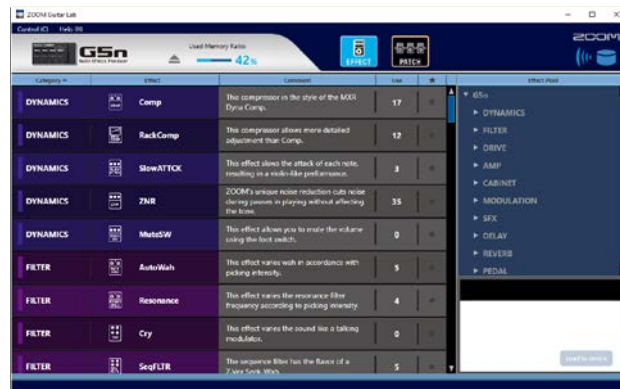 ZOOM Guitar Lab
Control (C) Help (H)
ZOOM
G5n
Used Memory Ratio
42%
EFFECT
PATCH
Category
Effect
Comment
Use
Effect Pool
DYNAMICS Comp
This compressor in the style of the MXR
Dyna Comp.
17
DYNAMICS RackComp
This compressor allows more detailed
adjustment than Comp.
12
DYNAMICS SlowATTCK
This effect slows the attack of each note,
resulting in a violin-like performance.
3
DYNAMICS ZNR
ZOOM's unique noise reduction cuts noise
during pauses in playing without affecting
the tone.
35
DYNAMICS MuteSW
This effect allows you to mute the volume
using the foot switch.
0
FILTER AutoWah
This effect varies wah in accordance with
picking intensity.
5
FILTER Resonance
This effect varies the resonance filter
frequency according to picking intensity.
4
FILTER Cry
This effect varies the sound like a talking
modulator.
0
FILTER SeqFLTR
The sequence filter has the flavor of a
Z.Vex Seek-Wah.
5
G5n
DYNAMICS
FILTER
DRIVE
AMP
CABINET
MODULATION
SFX
DELAY
REVERB
PEDAL